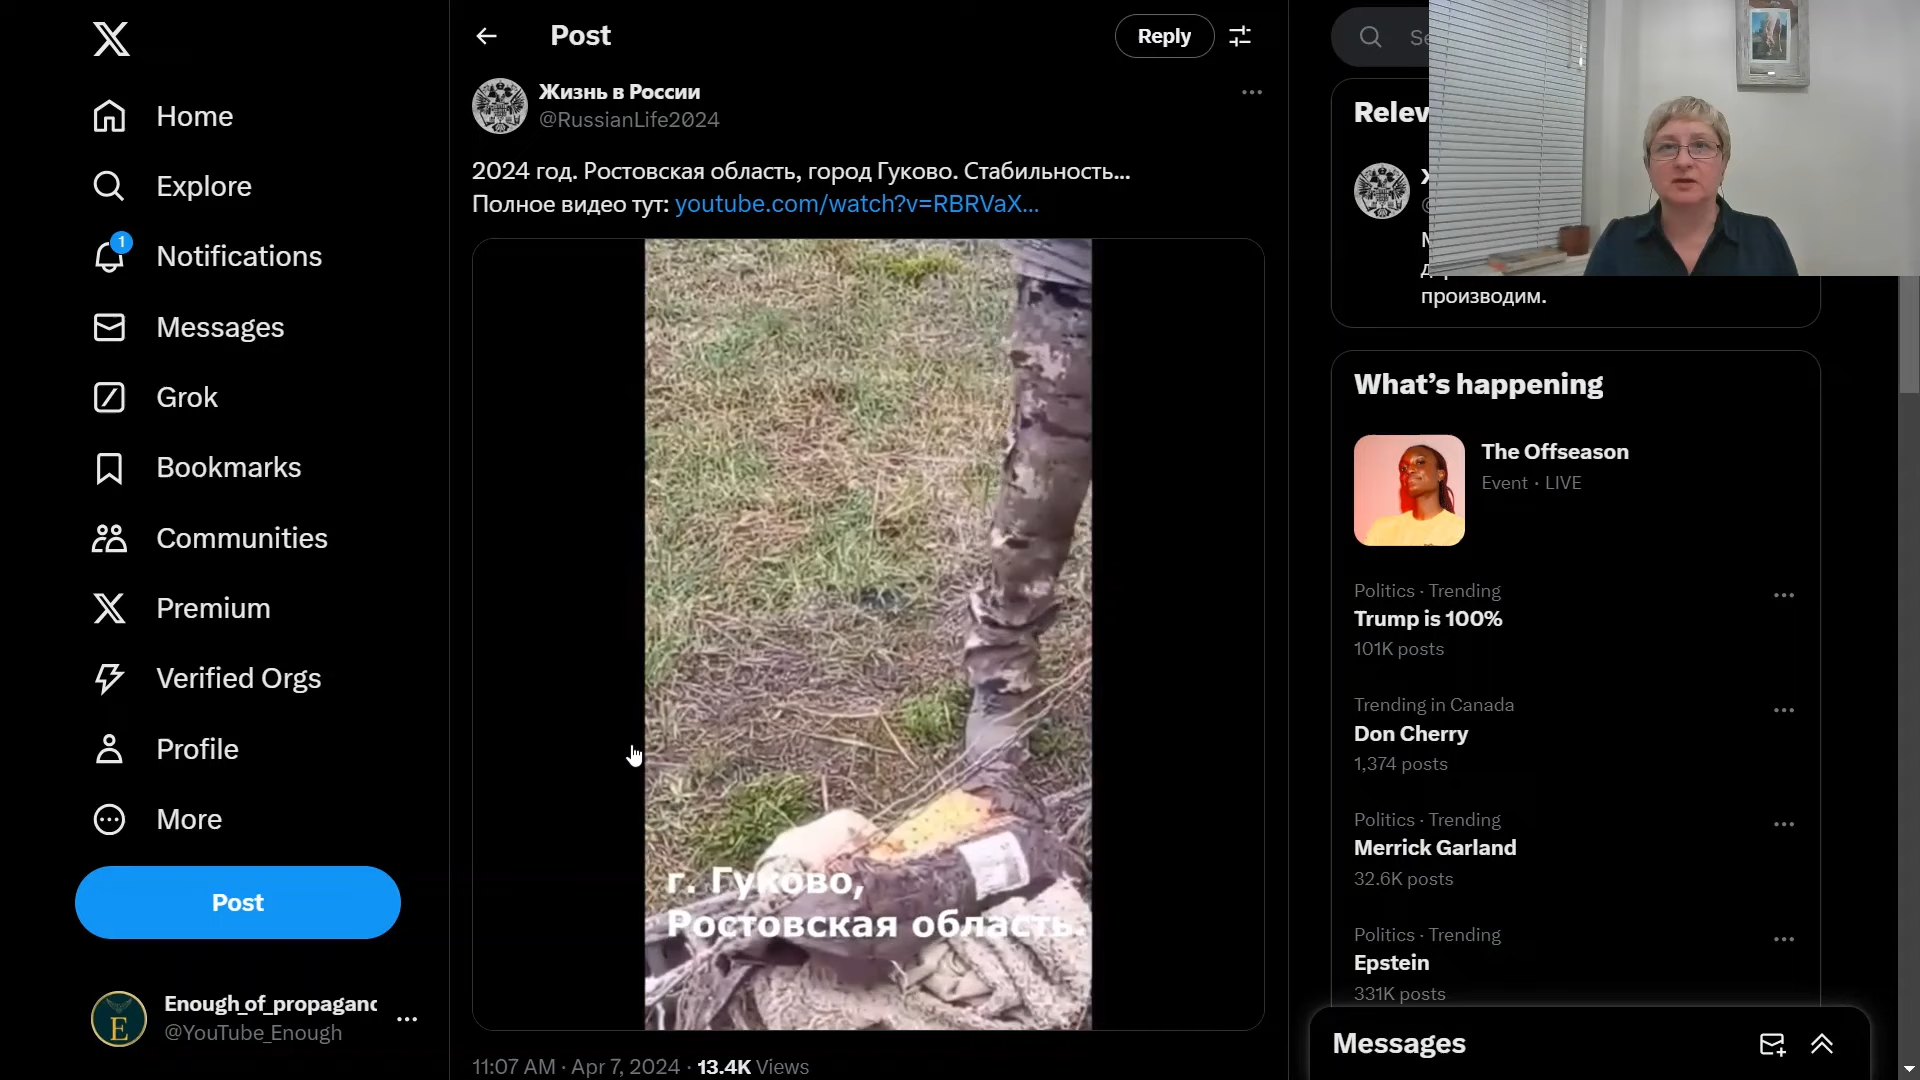 Home
Explore
1
Notifications
Messages
Grok
Bookmarks
Communities
Premium
Verified Orgs
Profile
More
Post
Enough_of_propagand
@YouTube_Enough
Post
Reply
Жизнь в России
@RussianLife2024
2024 год. Ростовская область, город Гуково. Стабильность...
Полное видео тут: youtube.com/watch?v=RBRVaX...
г. Гуково,
Ростовская область.
11:07 AM · Apr 7, 2024 · 13.4K Views
Se
Relev
производим.
What's happening
The Offseason
Event · LIVE
Politics · Trending
Trump is 100%
101K posts
Trending in Canada
Don Cherry
1,374 posts
Politics · Trending
Merrick Garland
32.6K posts
Politics · Trending
Epstein
331K posts
Messages
E